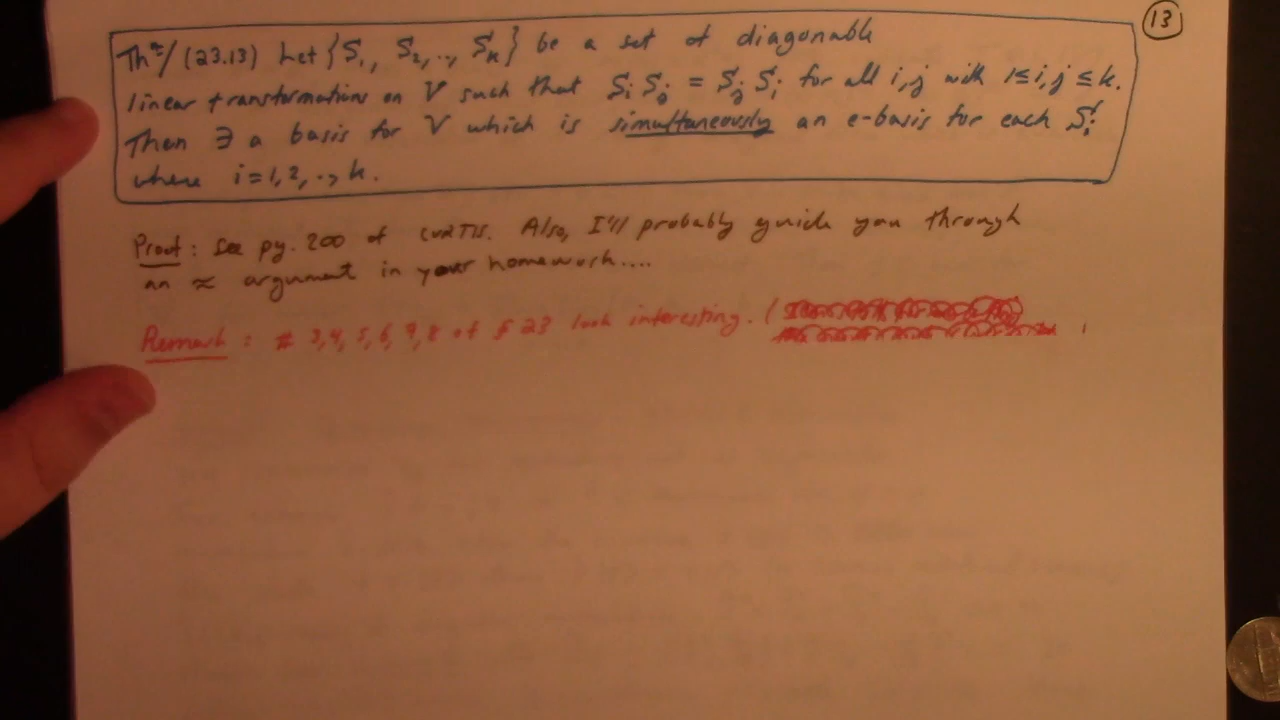 13
Thm/ (23.13) Let {S1, S2, .., Sk} be a set of diagonable
linear transformations on V such that SiSj = SjSi for all i,j with 1≤i,j≤k.
Then ∃ a basis for V which is simultaneously an e-basis for each Si
where i=1,2,..,k.
Proof: See pg. 200 of CURTIS. Also, I'll probably guide you through
an ≈ argument in your homework....
Remark: # 3,4,5,6,7,8 of § 23 look interesting. (